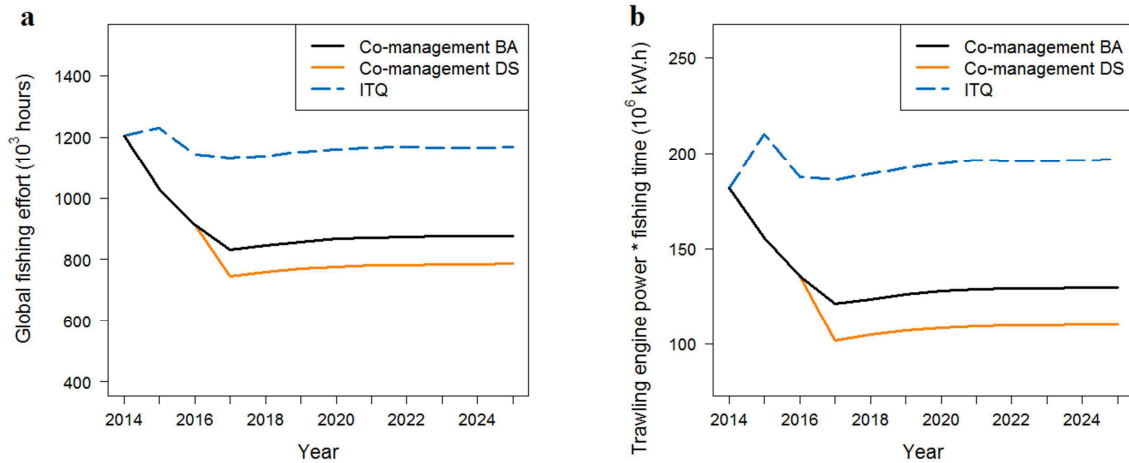 a
Global fishing effort (10³ hours)
1400
1200
1000
800
600
400
Co-management BA
Co-management DS
ITQ
2014 2016 2018 2020 2022 2024
Year
b
Trawling engine power * fishing time (10⁶ kW.h)
250
200
150
100
Co-management BA
Co-management DS
ITQ
2014 2016 2018 2020 2022 2024
Year